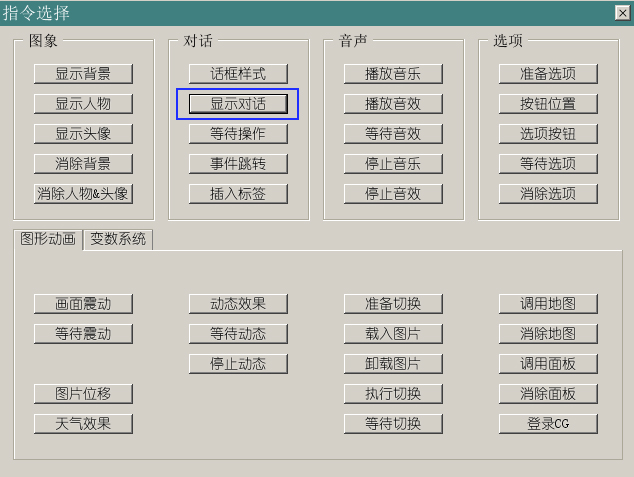 指令选择
图象
显示背景
显示人物
显示头像
消除背景
消除人物&头像
对话
话框样式
显示对话
等待操作
事件跳转
插入标签
音声
播放音乐
播放音效
等待音效
停止音乐
停止音效
选项
准备选项
按钮位置
选项按钮
等待选项
消除选项
图形动画 变数系统
画面震动
等待震动
图片位移
天气效果
动态效果
等待动态
停止动态
准备切换
载入图片
卸载图片
执行切换
等待切换
调用地图
消除地图
调用面板
消除面板
登录CG